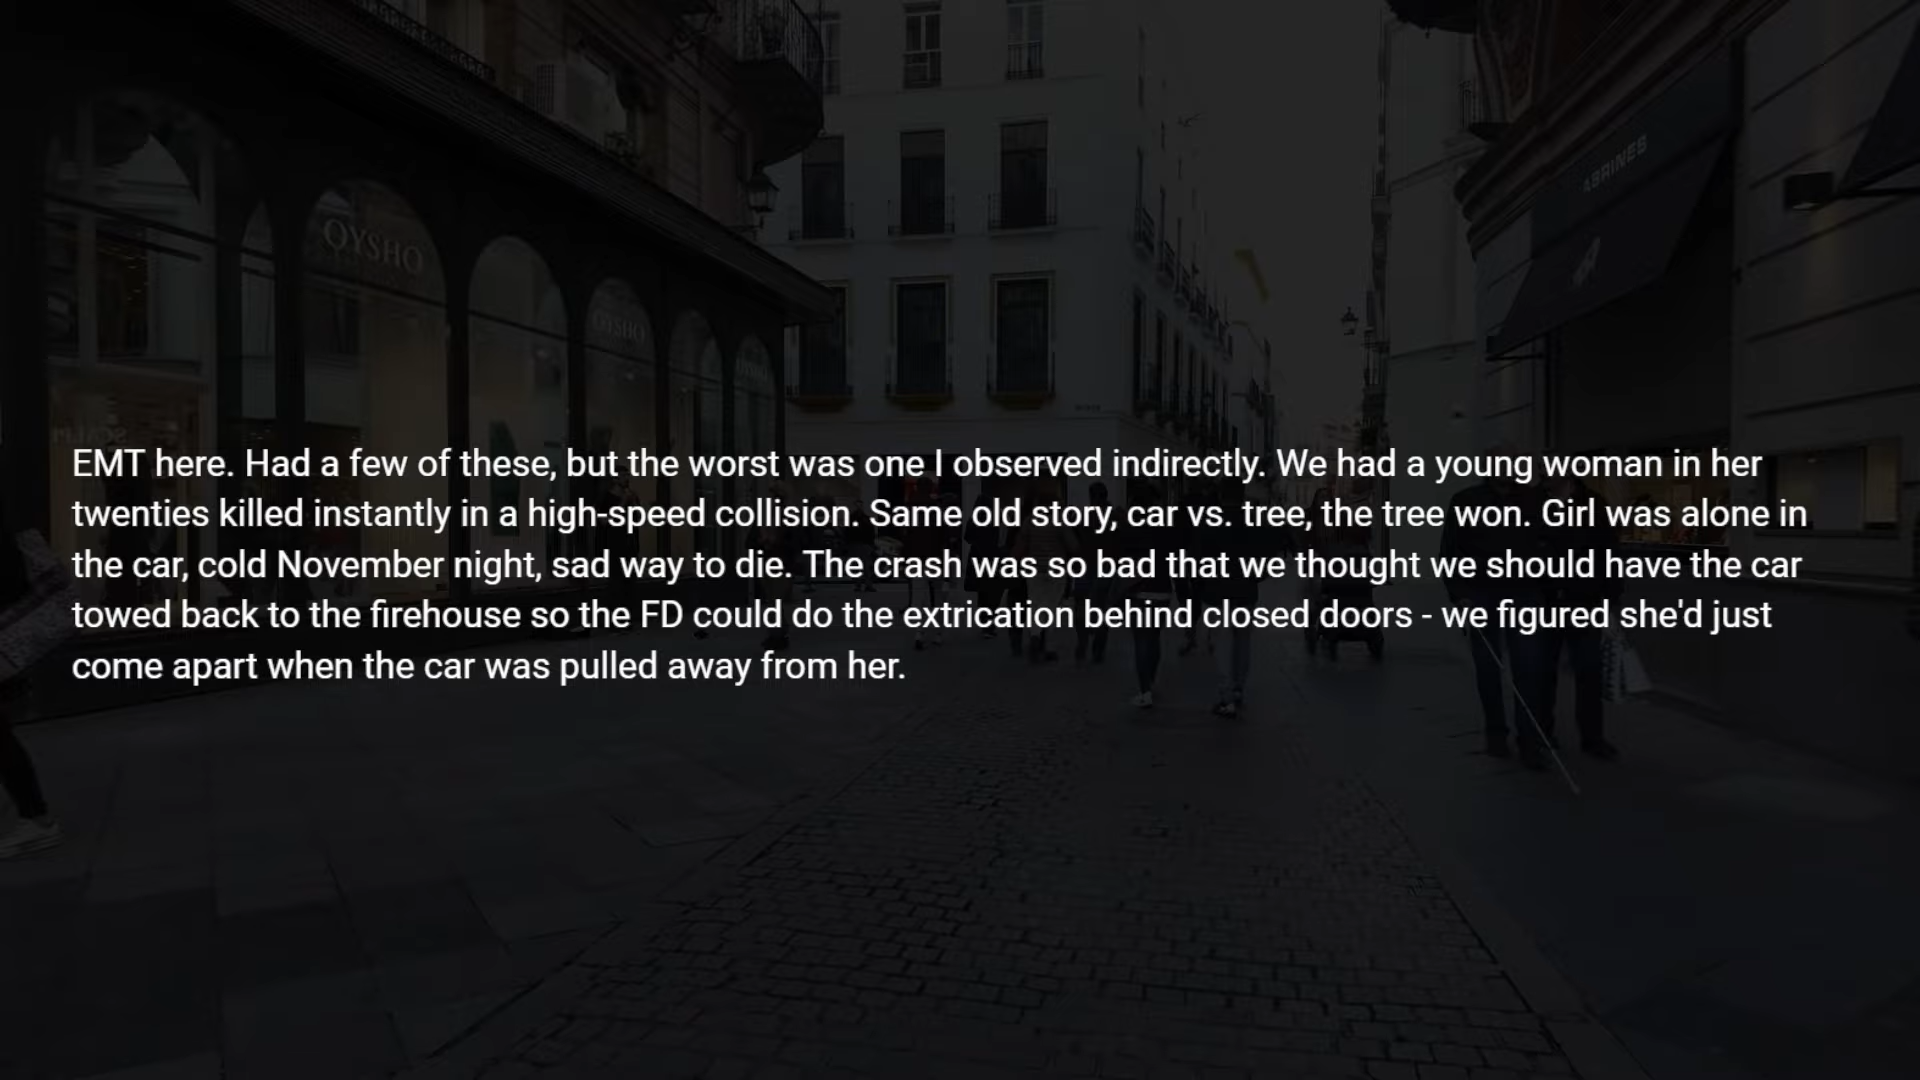 OYSHO
OYSHO
ABRINES
EMT here. Had a few of these, but the worst was one I observed indirectly. We had a young woman in her
twenties killed instantly in a high-speed collision. Same old story, car vs. tree, the tree won. Girl was alone in
the car, cold November night, sad way to die. The crash was so bad that we thought we should have the car
towed back to the firehouse so the FD could do the extrication behind closed doors - we figured she'd just
come apart when the car was pulled away from her.